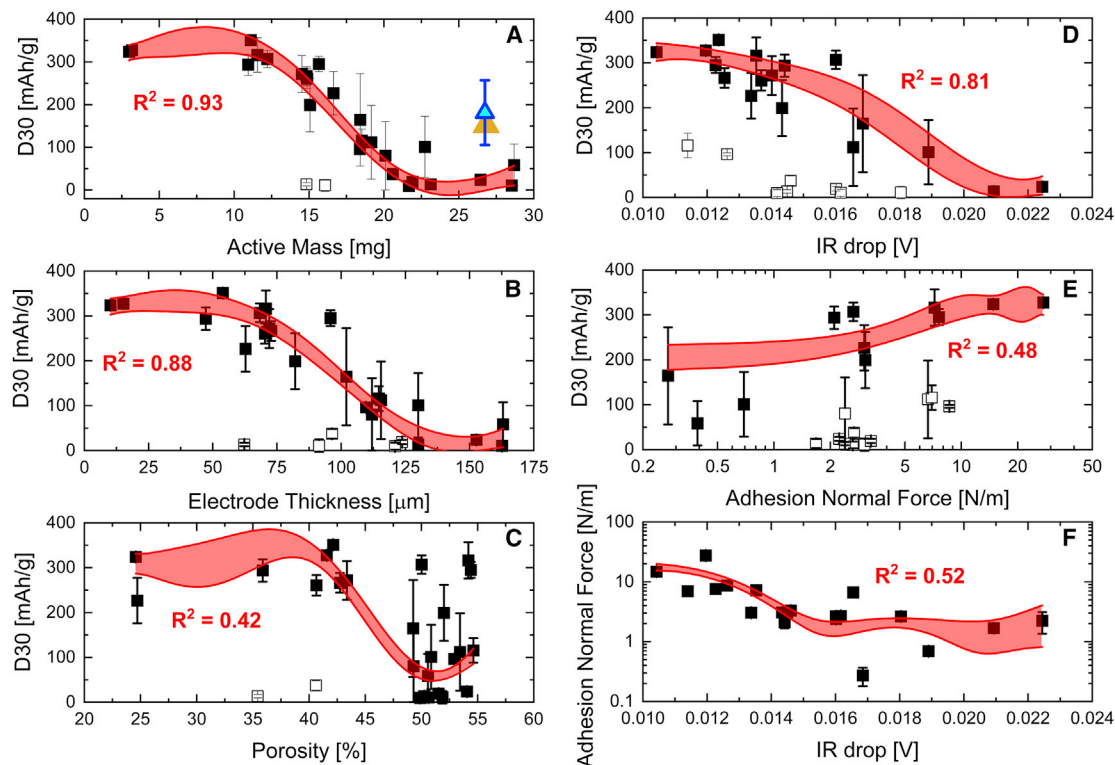 A
D30 [mAh/g]
400
300
200
100
0
R² = 0.93
0 5 10 15 20 25 30
Active Mass [mg]
B
D30 [mAh/g]
400
300
200
100
0
R² = 0.88
0 25 50 75 100 125 150 175
Electrode Thickness [μm]
C
D30 [mAh/g]
400
300
200
100
0
R² = 0.42
20 25 30 35 40 45 50 55 60
Porosity [%]
D
D30 [mAh/g]
400
300
200
100
0
R² = 0.81
0.010 0.012 0.014 0.016 0.018 0.020 0.022 0.024
IR drop [V]
E
D30 [mAh/g]
400
300
200
100
0
R² = 0.48
0.2 0.5 1 2 5 10 20 50
Adhesion Normal Force [N/m]
F
Adhesion Normal Force [N/m]
100
10
1
0.1
R² = 0.52
0.010 0.012 0.014 0.016 0.018 0.020 0.022 0.024
IR drop [V]